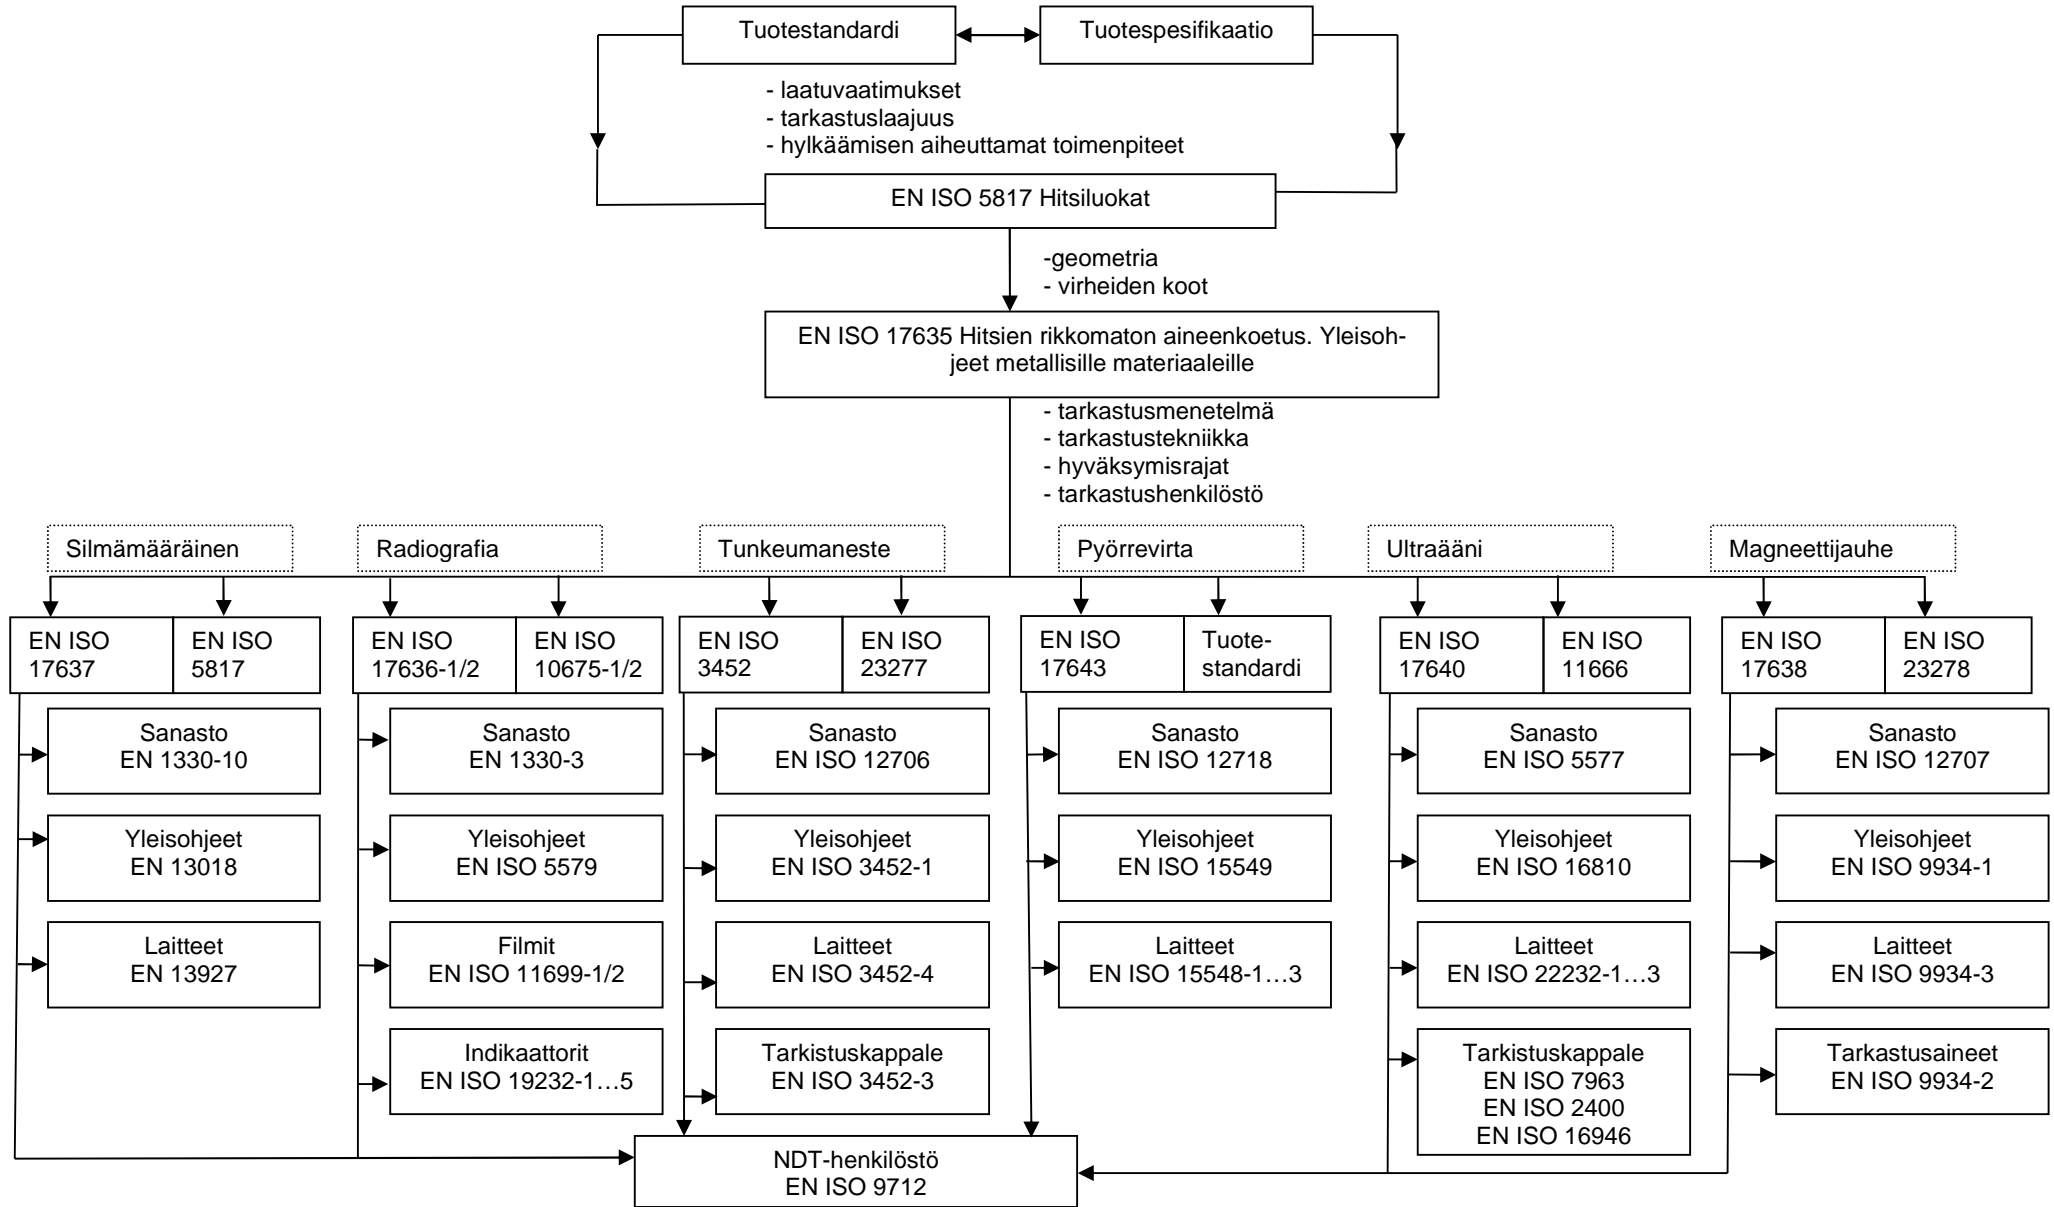 Tuotestandardi
Tuotespesifikaatio
- laatuvaatimukset
- tarkastuslaajuus
- hylkäämisen aiheuttamat toimenpiteet
EN ISO 5817 Hitsiluokat
-geometria
- virheiden koot
EN ISO 17635 Hitsien rikkomaton aineenkoetus. Yleisoh-
jeet metallisille materiaaleille
- tarkastusmenetelmä
- tarkastustekniikka
- hyväksymisrajat
- tarkastushenkilöstö
Silmämääräinen
Radiografia
Tunkeumaneste
Pyörrevirta
Ultraääni
Magneettijauhe
EN ISO
17637
EN ISO
5817
EN ISO
17636-1/2
EN ISO
10675-1/2
EN ISO
3452
EN ISO
23277
EN ISO
17643
Tuote-
standardi
EN ISO
17640
EN ISO
11666
EN ISO
17638
EN ISO
23278
Sanasto
EN 1330-10
Sanasto
EN 1330-3
Sanasto
EN ISO 12706
Sanasto
EN ISO 12718
Sanasto
EN ISO 5577
Sanasto
EN ISO 12707
Yleisohjeet
EN 13018
Yleisohjeet
EN ISO 5579
Yleisohjeet
EN ISO 3452-1
Yleisohjeet
EN ISO 15549
Yleisohjeet
EN ISO 16810
Yleisohjeet
EN ISO 9934-1
Laitteet
EN 13927
Filmit
EN ISO 11699-1/2
Laitteet
EN ISO 3452-4
Laitteet
EN ISO 15548-1…3
Laitteet
EN ISO 22232-1…3
Laitteet
EN ISO 9934-3
Indikaattorit
EN ISO 19232-1…5
Tarkistuskappale
EN ISO 3452-3
Tarkistuskappale
EN ISO 7963
EN ISO 2400
EN ISO 16946
Tarkastusaineet
EN ISO 9934-2
NDT-henkilöstö
EN ISO 9712